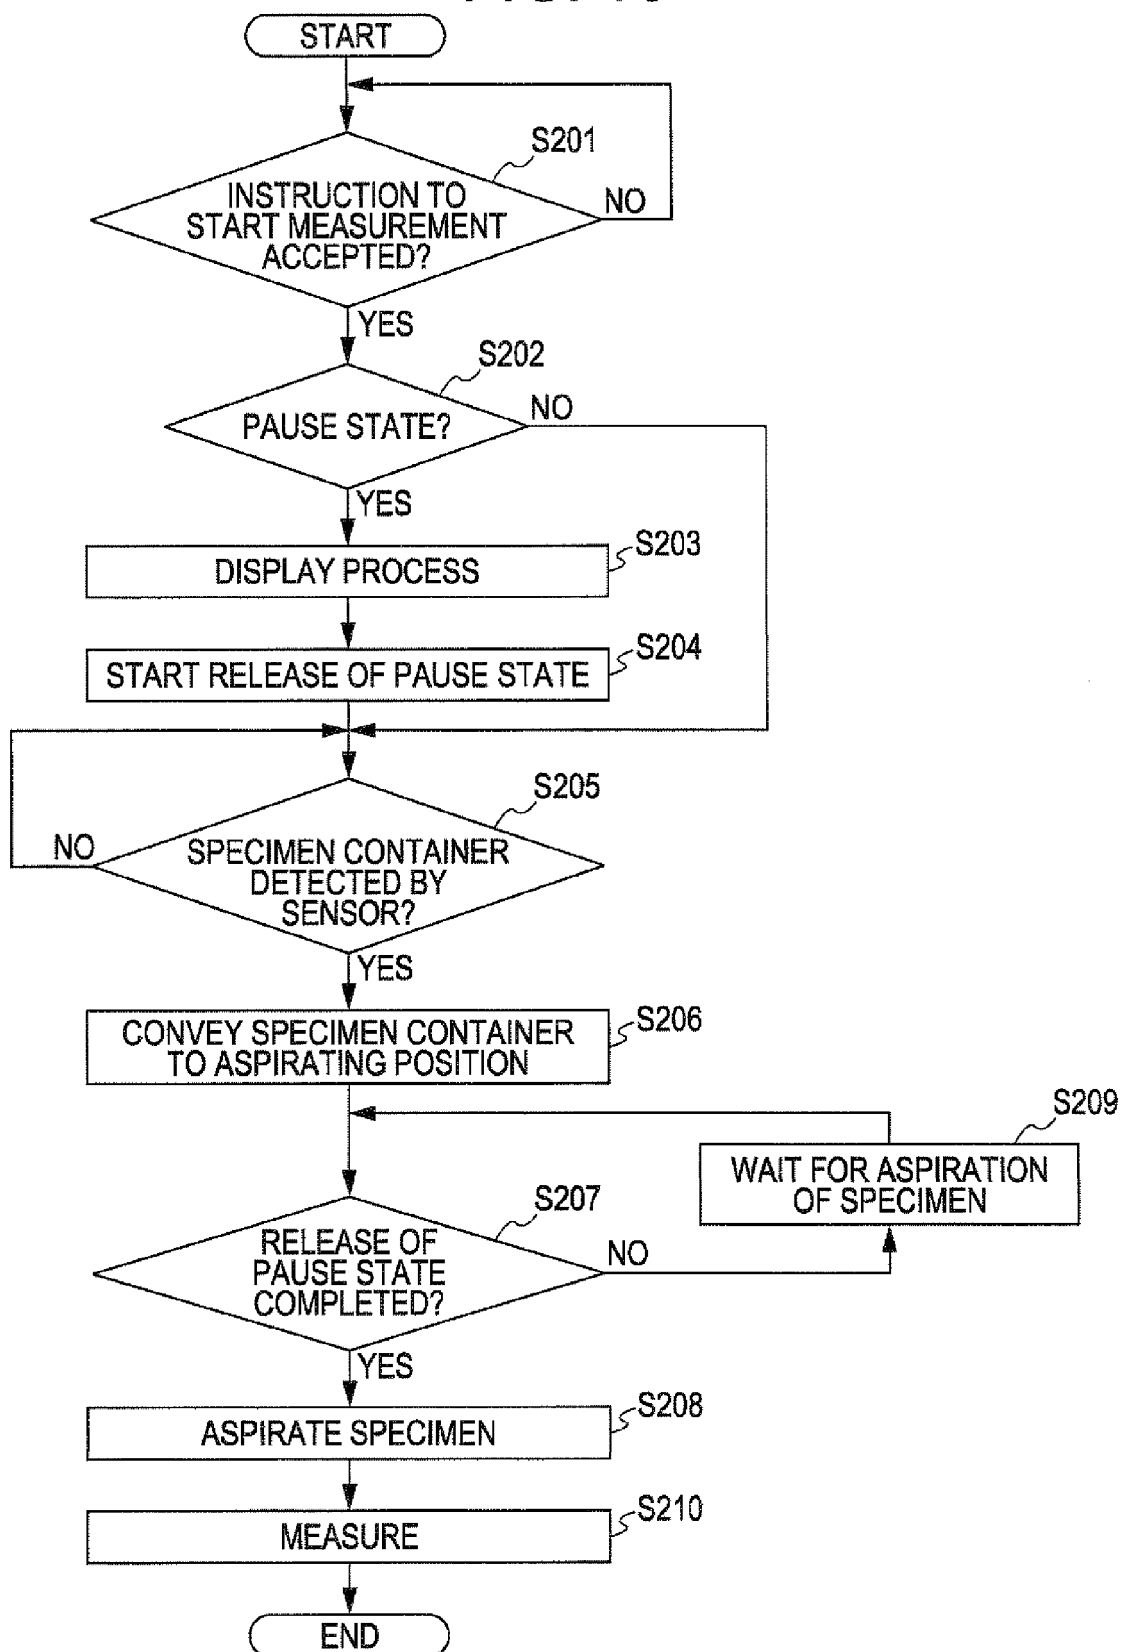 START
S201
INSTRUCTION TO
START MEASUREMENT
ACCEPTED?
NO
YES
S202
PAUSE STATE?
NO
YES
S203
DISPLAY PROCESS
S204
START RELEASE OF PAUSE STATE
S205
NO
SPECIMEN CONTAINER
DETECTED BY
SENSOR?
YES
S206
CONVEY SPECIMEN CONTAINER
TO ASPIRATING POSITION
S209
WAIT FOR ASPIRATION
OF SPECIMEN
S207
RELEASE OF
PAUSE STATE
COMPLETED?
NO
YES
S208
ASPIRATE SPECIMEN
S210
MEASURE
END